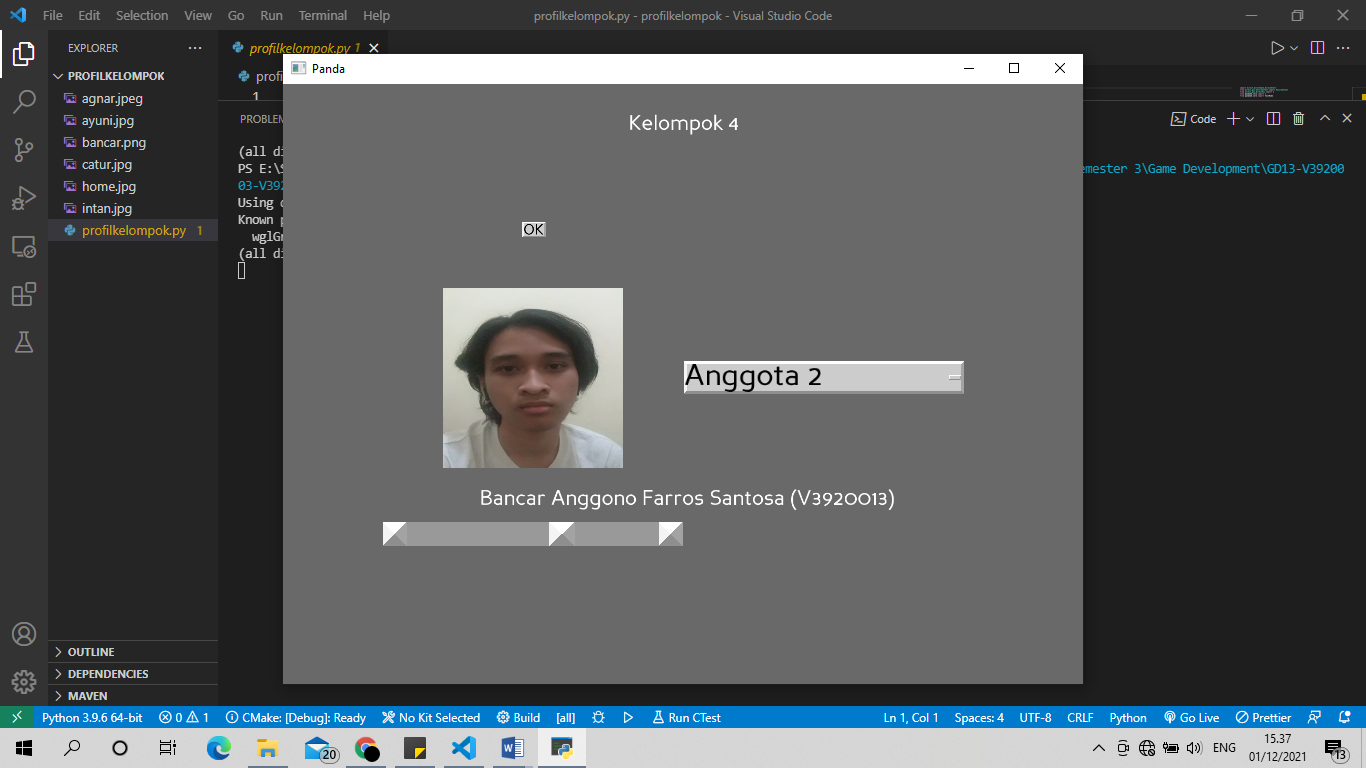 File Edit Selection View Go Run Terminal Help profilkelompok.py - profilkelompok - Visual Studio Code
EXPLORER
profilkelompok.py 1
PROFILKELOMPOK
agnar.jpeg
ayuni.jpg
bancar.png
catur.jpg
home.jpg
intan.jpg
profilkelompok.py 1
OUTLINE
DEPENDENCIES
MAVEN
1
Code
(all di
PS E:\S
emester 3\Game Development\GD13-V39200
03-V392
Using
Known p
wglGr
(all di
Panda
Kelompok 4
OK
Anggota 2
Bancar Anggono Farros Santosa (V3920013)
Python 3.9.6 64-bit 0 1 CMake: [Debug]: Ready No Kit Selected Build [all] Run CTest Ln 1, Col 1 Spaces: 4 UTF-8 CRLF Python Go Live Prettier
20 ENG 15.37
01/12/2021
13